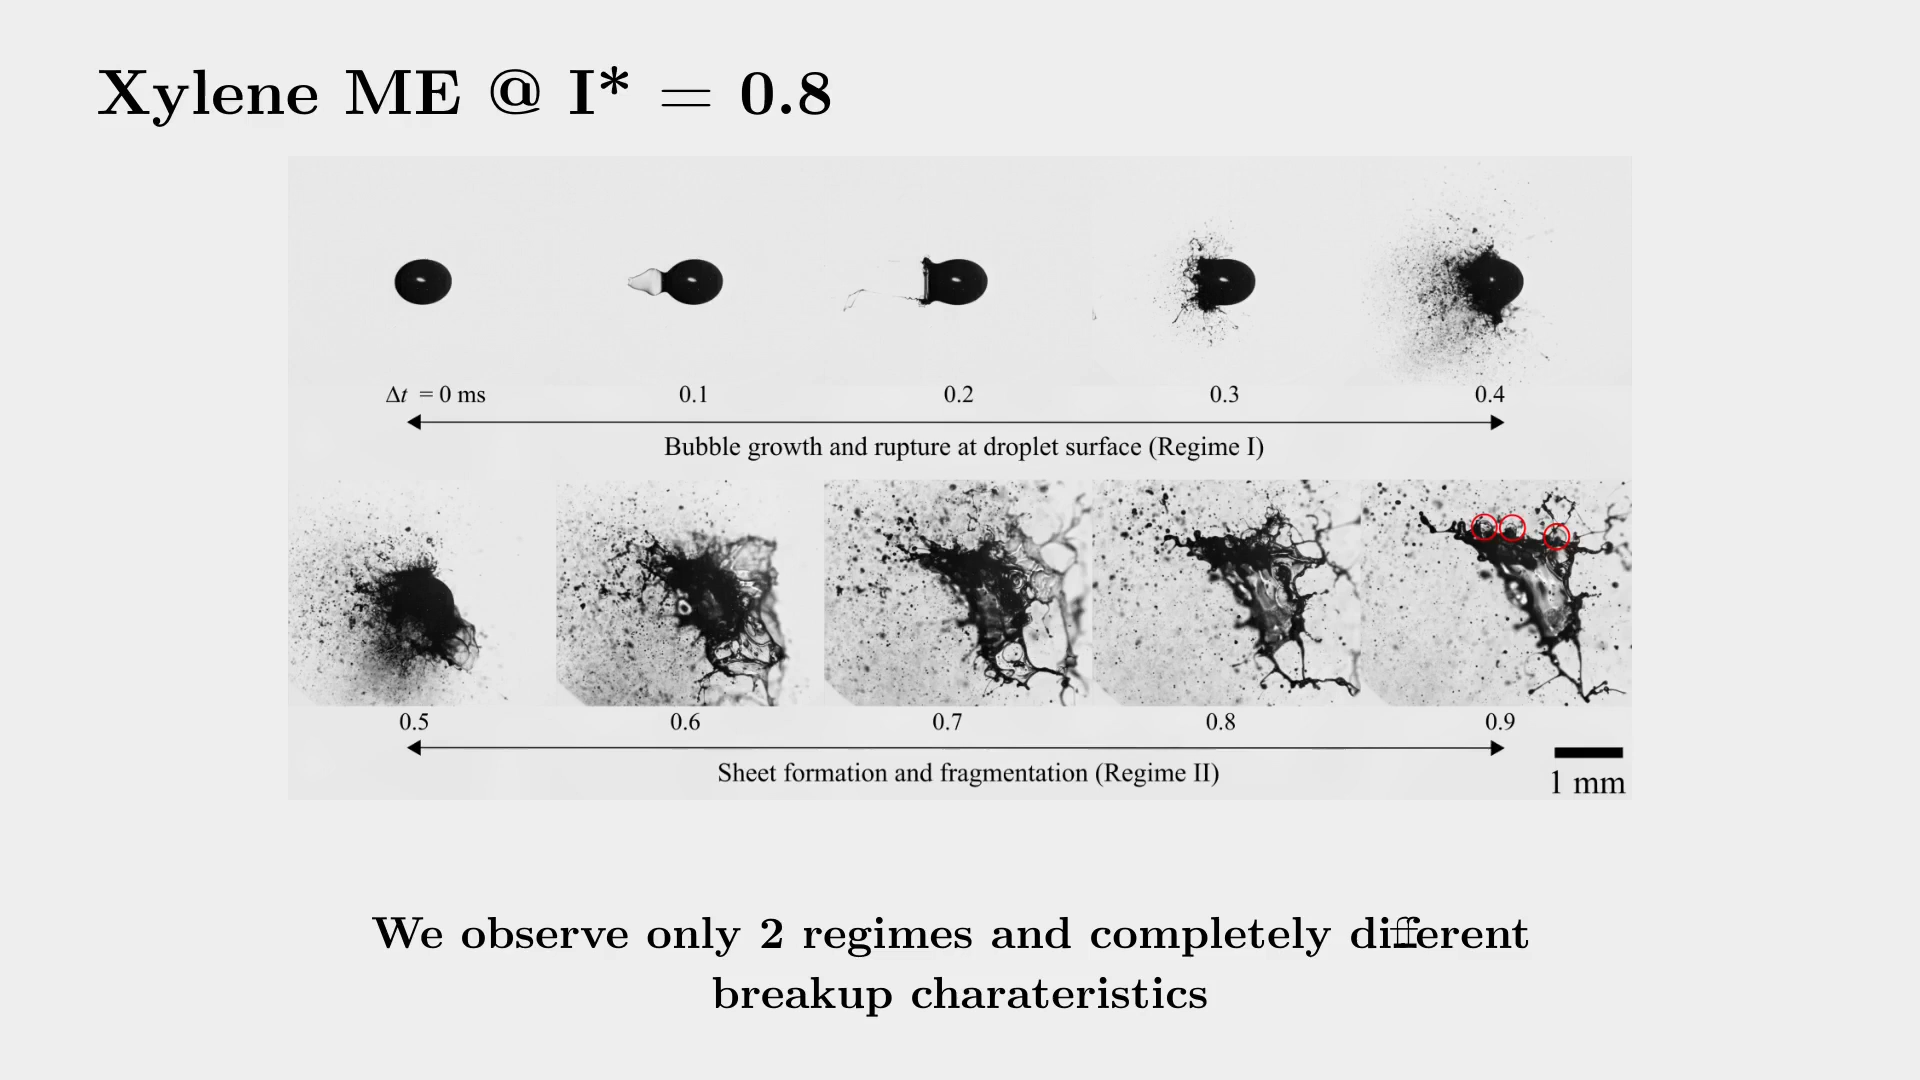 Xylene ME @ I* = 0.8
Δt = 0 ms 0.1 0.2 0.3 0.4
Bubble growth and rupture at droplet surface (Regime I)
0.5 0.6 0.7 0.8 0.9
Sheet formation and fragmentation (Regime II)
1 mm
We observe only 2 regimes and completely different
breakup charateristics